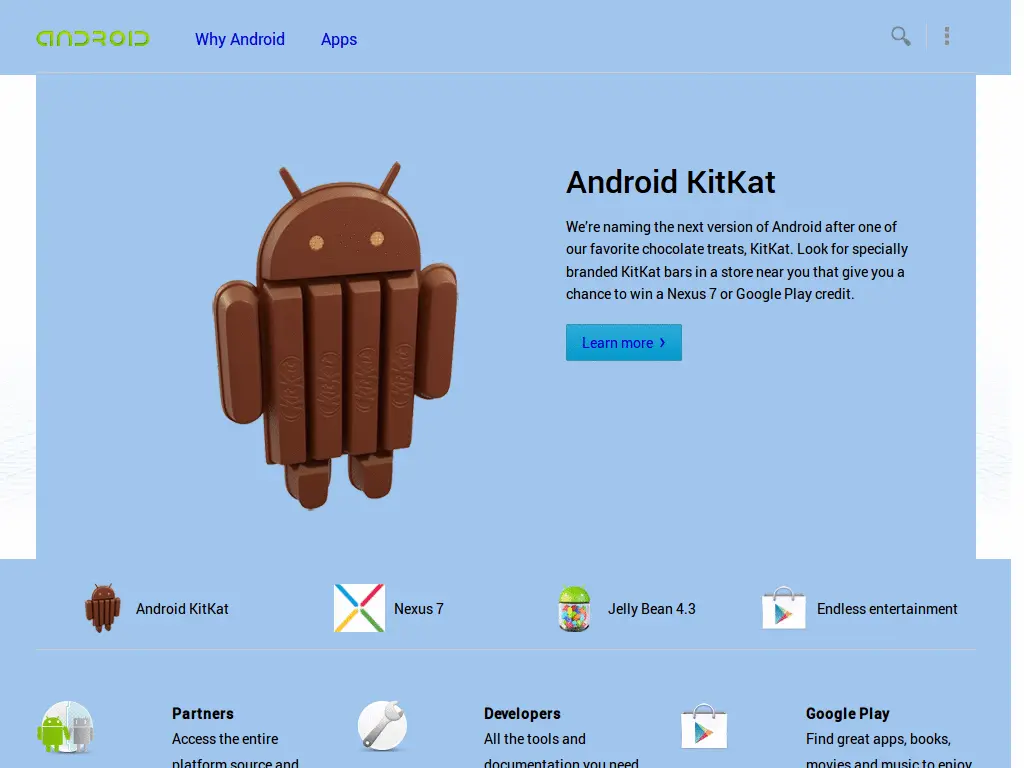 ANDROID
Why Android
Apps
Android KitKat
We're naming the next version of Android after one of
our favorite chocolate treats, KitKat. Look for specially
branded KitKat bars in a store near you that give you a
chance to win a Nexus 7 or Google Play credit.
Learn more ›
KitKat KitKat KitKat KitKat
Android KitKat
Nexus 7
Jelly Bean 4.3
Endless entertainment
Partners
Access the entire
platform source and
Developers
All the tools and
documentation you need
Google Play
Find great apps, books,
movies and music to enjoy